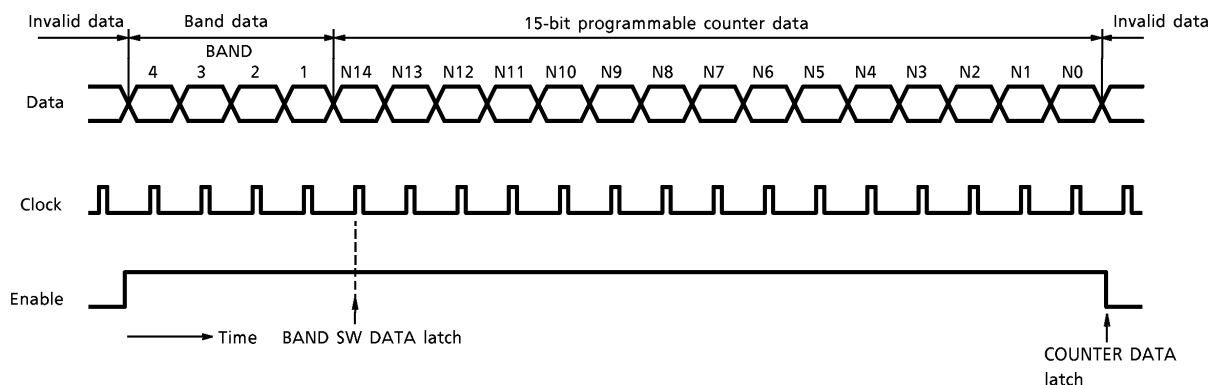 Invalid data
Band data
15-bit programmable counter data
Invalid data
BAND
4 3 2 1 N14 N13 N12 N11 N10 N9 N8 N7 N6 N5 N4 N3 N2 N1 N0
Data
Clock
Enable
Time
BAND SW DATA latch
COUNTER DATA
latch